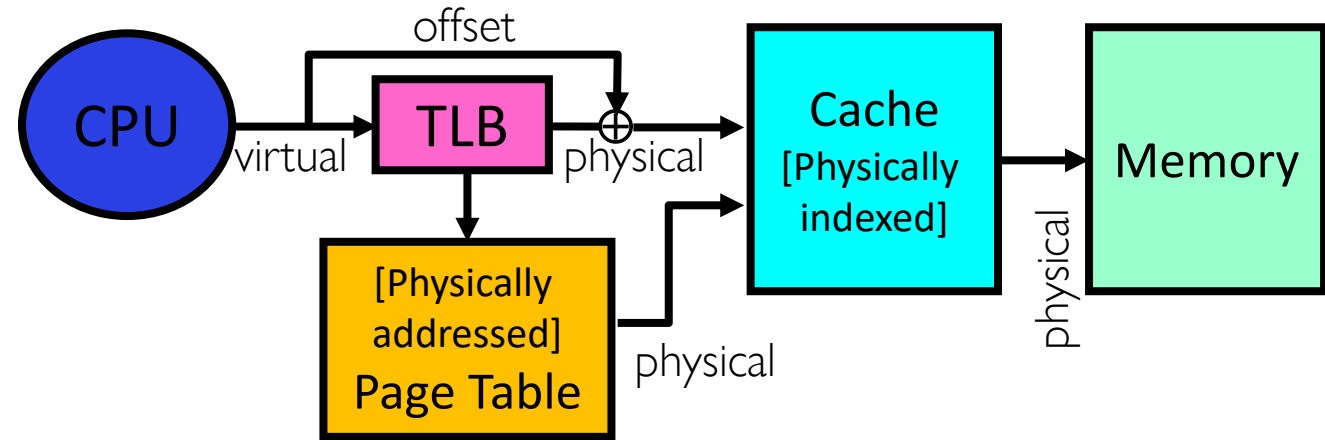 offset
CPU
virtual
TLB
physical
Cache
[Physically
indexed]
Memory
physical
[Physically
addressed]
Page Table
physical